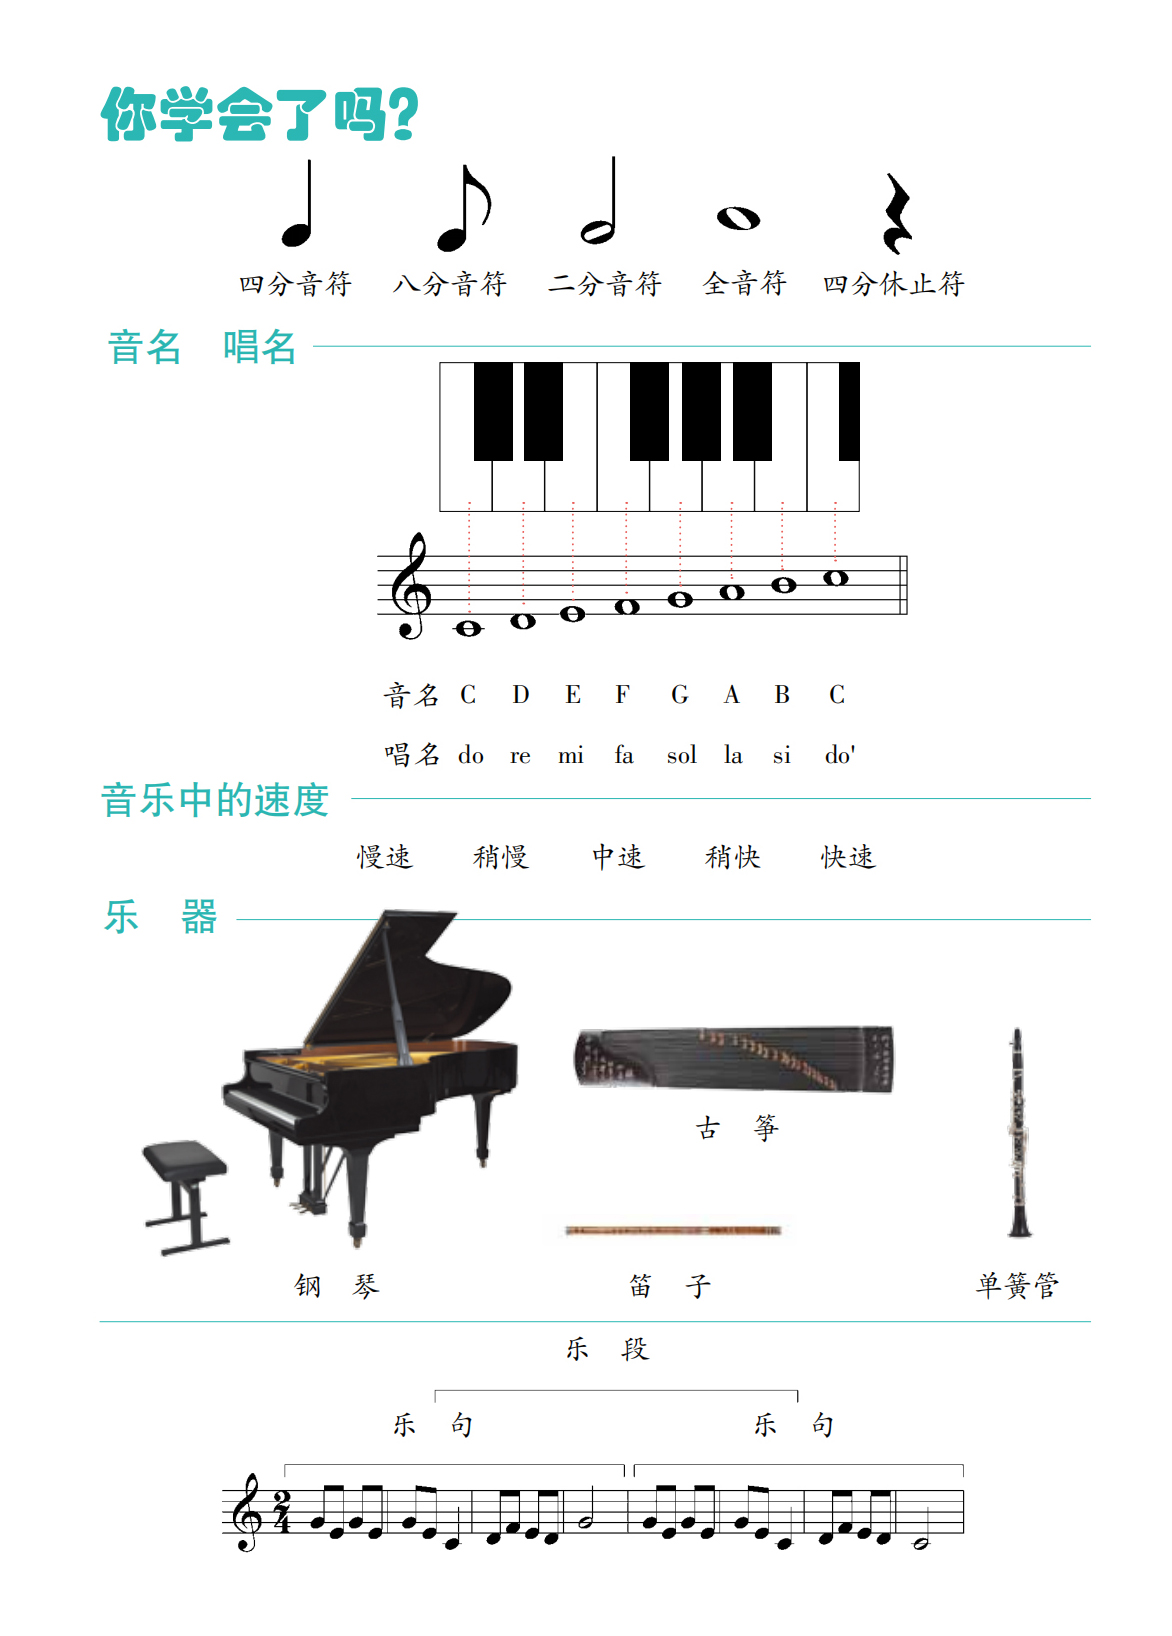 你学会了吗?
四分音符 八分音符 二分音符 全音符 四分休止符
音名 唱名
音名 C D E F G A B C
唱名 do re mi fa sol la si do'
音乐中的速度
慢速 稍慢 中速 稍快 快速
乐 器
古 筝
钢 琴 笛 子 单簧管
乐 段
乐 句 乐 句
2
4